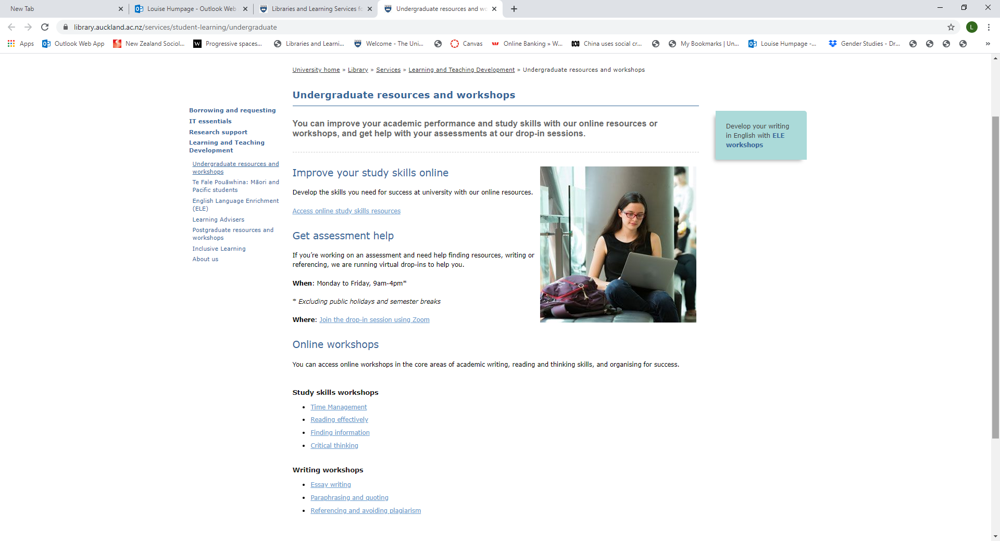 New Tab
Louise Humpage - Outlook Web
Libraries and Learning Services fo
Undergraduate resources and wo
library.auckland.ac.nz/services/student-learning/undergraduate
L
Apps
Outlook Web App
New Zealand Sociol...
Progressive spaces...
Libraries and Learni...
Welcome - The Uni...
Canvas
Online Banking » W...
China uses social cr...
My Bookmarks | Un...
Louise Humpage -...
Gender Studies - Dr...
»
University home » Library » Services » Learning and Teaching Development » Undergraduate resources and workshops
Borrowing and requesting
IT essentials
Research support
Learning and Teaching
Development
Undergraduate resources and
workshops
Te Fale Pouāwhina: Māori and
Pacific students
English Language Enrichment
(ELE)
Learning Advisers
Postgraduate resources and
workshops
Inclusive Learning
About us
Undergraduate resources and workshops
You can improve your academic performance and study skills with our online resources or
workshops, and get help with your assessments at our drop-in sessions.
Improve your study skills online
Develop the skills you need for success at university with our online resources.
Access online study skills resources
Get assessment help
If you’re working on an assessment and need help finding resources, writing or
referencing, we are running virtual drop-ins to help you.
When: Monday to Friday, 9am-4pm*
* Excluding public holidays and semester breaks
Where: Join the drop-in session using Zoom
Online workshops
You can access online workshops in the core areas of academic writing, reading and thinking skills, and organising for success.
Study skills workshops
• Time Management
• Reading effectively
• Finding information
• Critical thinking
Writing workshops
• Essay writing
• Paraphrasing and quoting
• Referencing and avoiding plagiarism
Develop your writing
in English with ELE
workshops